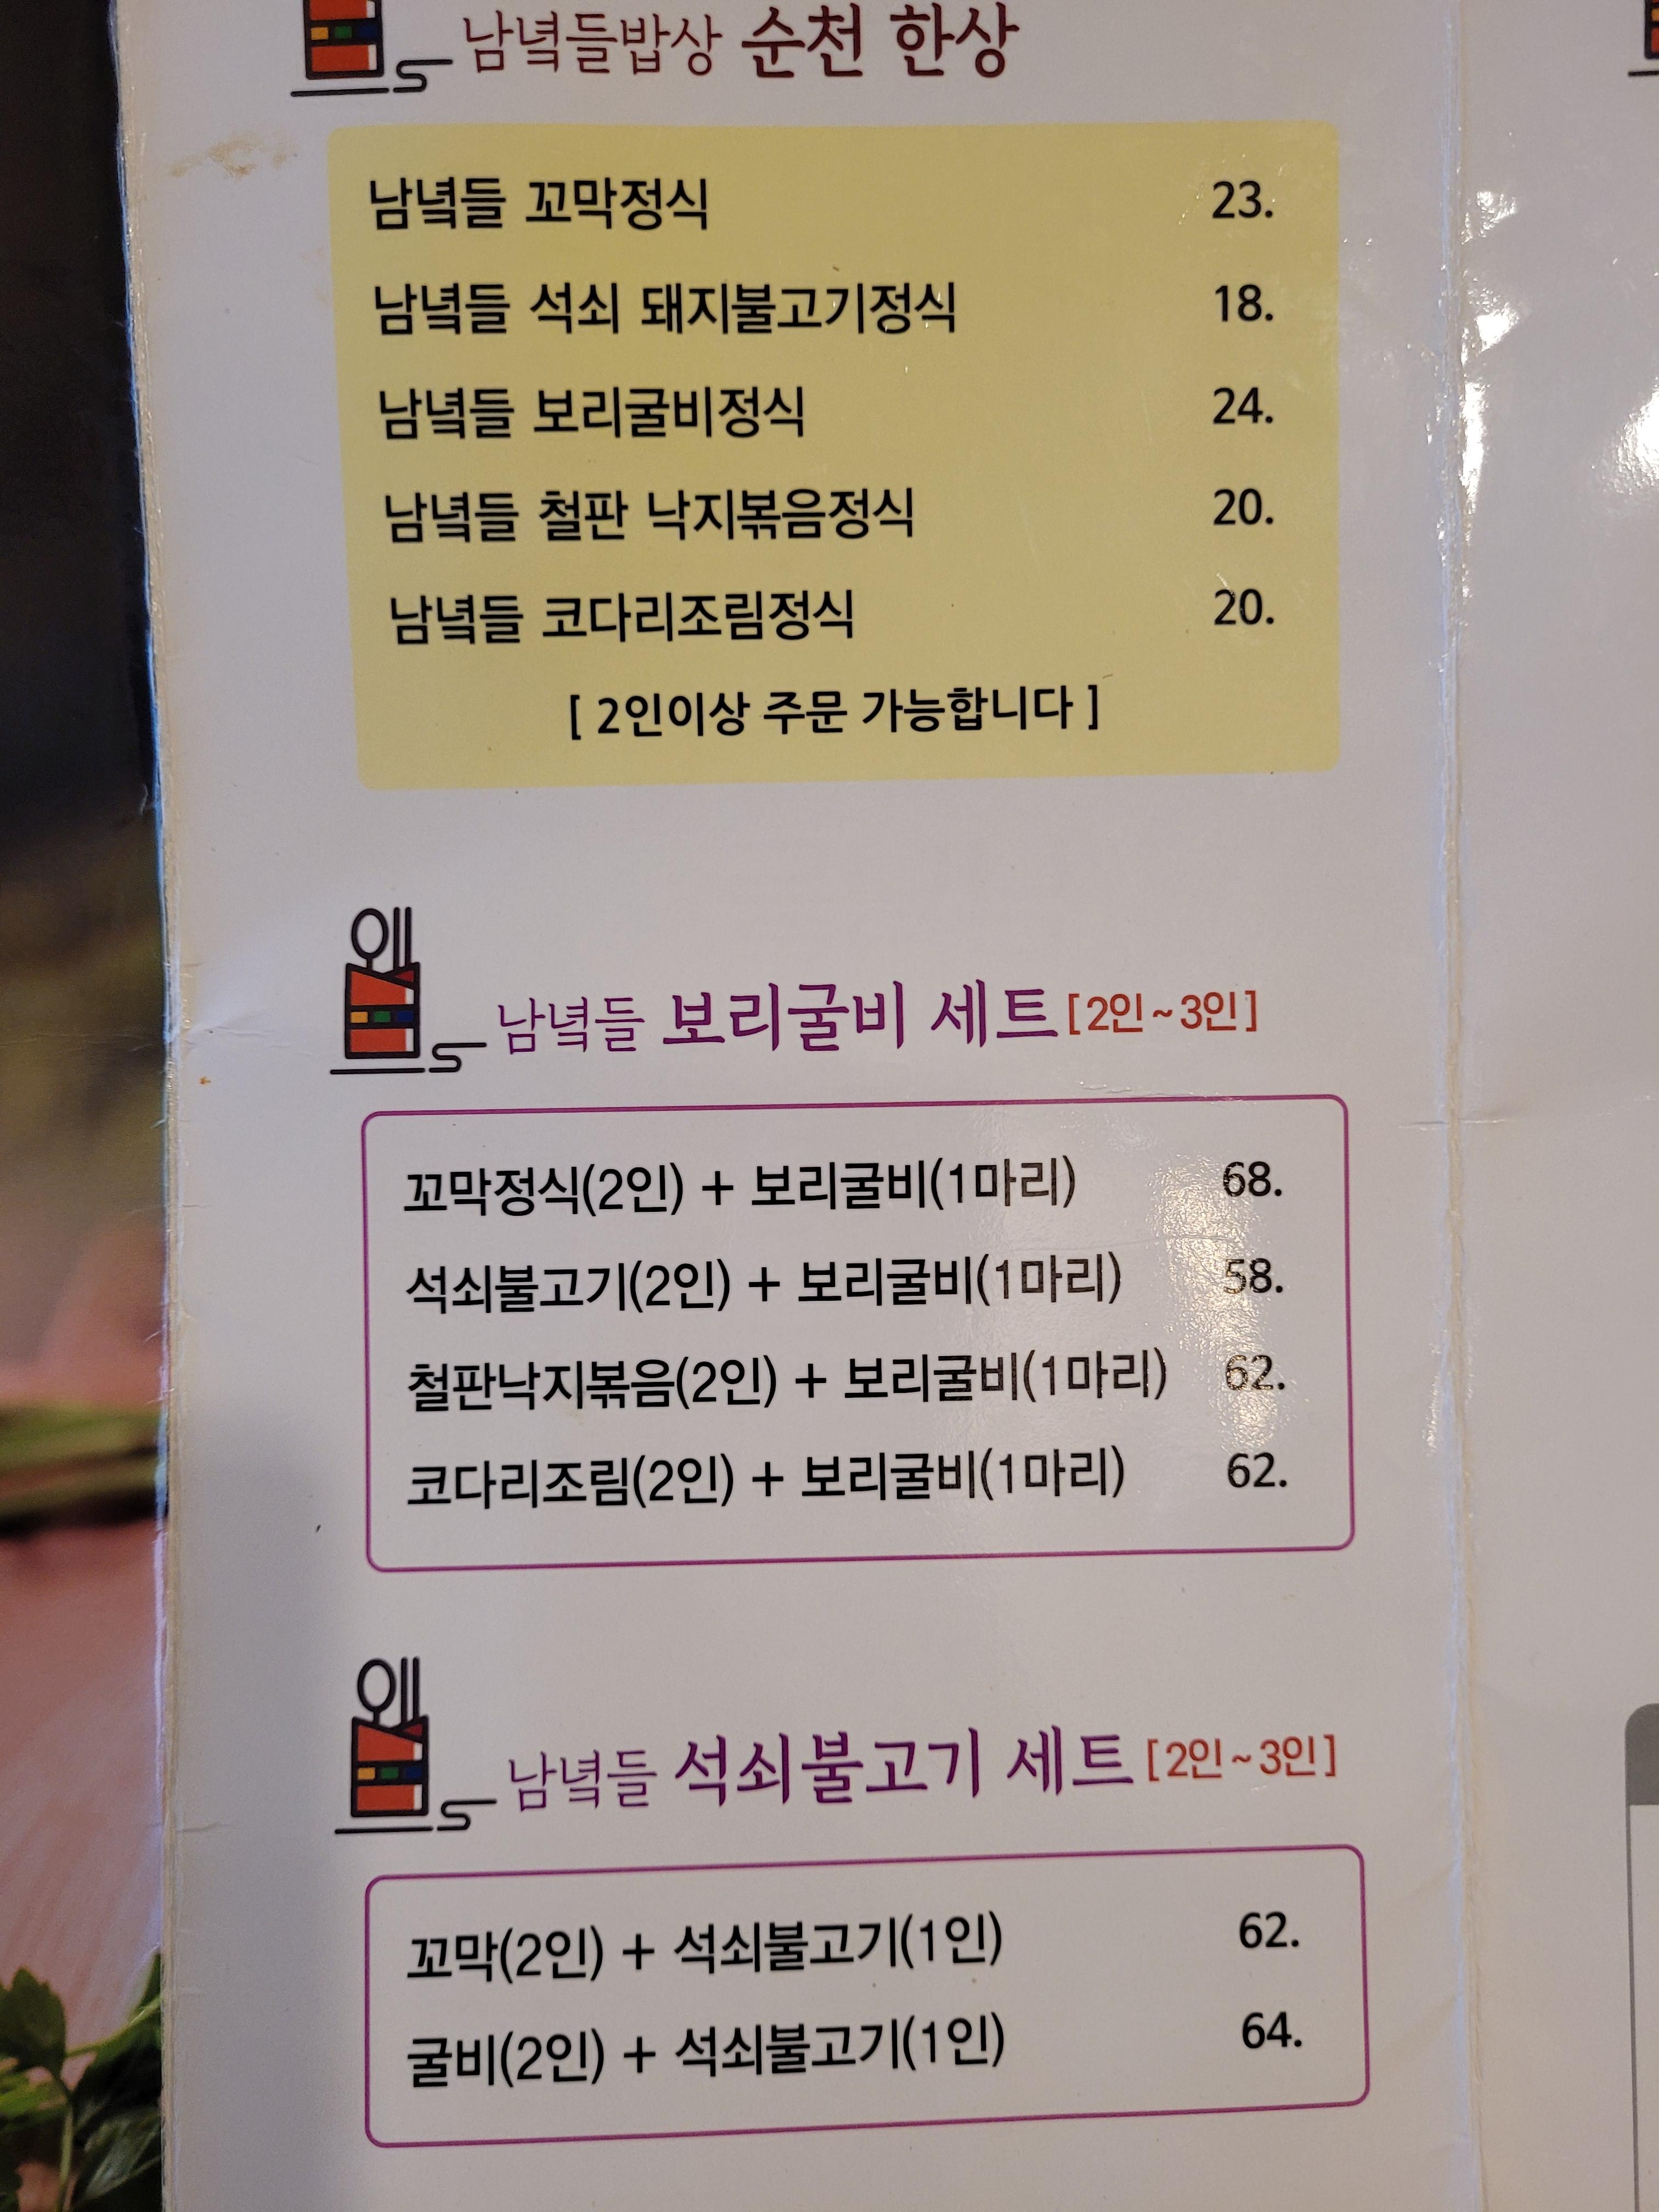 남녘들밥상 순천 한상
남녘들 꼬막정식 23.
남녘들 석쇠 돼지불고기정식 18.
남녘들 보리굴비정식 24.
남녘들 철판 낙지볶음정식 20.
남녘들 코다리조림정식 20.
[ 2인이상 주문 가능합니다 ]
남녘들 보리굴비 세트 [2인~3인]
꼬막정식(2인) + 보리굴비(1마리) 68.
석쇠불고기(2인) + 보리굴비(1마리) 58.
철판낙지볶음(2인) + 보리굴비(1마리) 62.
코다리조림(2인) + 보리굴비(1마리) 62.
남녘들 석쇠불고기 세트 [2인~3인]
꼬막(2인) + 석쇠불고기(1인) 62.
굴비(2인) + 석쇠불고기(1인) 64.